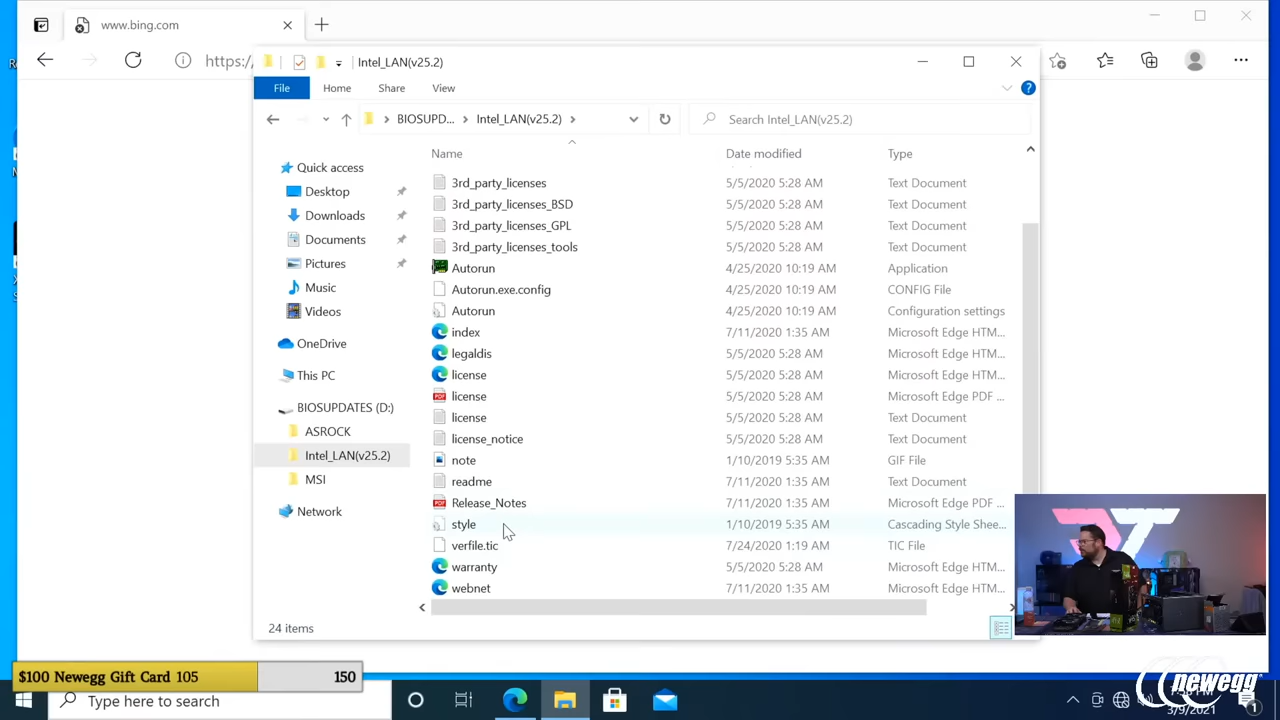 www.bing.com
https:/
Intel_LAN(v25.2)
File Home Share View
BIOSUPD... Intel_LAN(v25.2)
Search Intel_LAN(v25.2)
Name Date modified Type
Quick access
Desktop
Downloads
Documents
Pictures
Music
Videos
OneDrive
This PC
BIOSUPDATES (D:)
ASROCK
Intel_LAN(v25.2)
MSI
Network
3rd_party_licenses 5/5/2020 5:28 AM Text Document
3rd_party_licenses_BSD 5/5/2020 5:28 AM Text Document
3rd_party_licenses_GPL 5/5/2020 5:28 AM Text Document
3rd_party_licenses_tools 5/5/2020 5:28 AM Text Document
Autorun 4/25/2020 10:19 AM Application
Autorun.exe.config 4/25/2020 10:19 AM CONFIG File
Autorun 4/25/2020 10:19 AM Configuration settings
index 7/11/2020 1:35 AM Microsoft Edge HTM...
legaldis 5/5/2020 5:28 AM Microsoft Edge HTM...
license 5/5/2020 5:28 AM Microsoft Edge HTM...
license 5/5/2020 5:28 AM Microsoft Edge PDF ...
license 5/5/2020 5:28 AM Text Document
license_notice 5/5/2020 5:28 AM Text Document
note 1/10/2019 5:35 AM GIF File
readme 7/11/2020 1:35 AM Text Document
Release_Notes 7/11/2020 1:35 AM Microsoft Edge PDF ...
style 1/10/2019 5:35 AM Cascading Style Shee...
verfile.tic 7/24/2020 1:19 AM TIC File
warranty 5/5/2020 5:28 AM Microsoft Edge HTM...
webnet 7/11/2020 1:35 AM Microsoft Edge HTM...
24 items
$100 Newegg Gift Card 105 150
Type here to search
newegg
3/9/2021
1